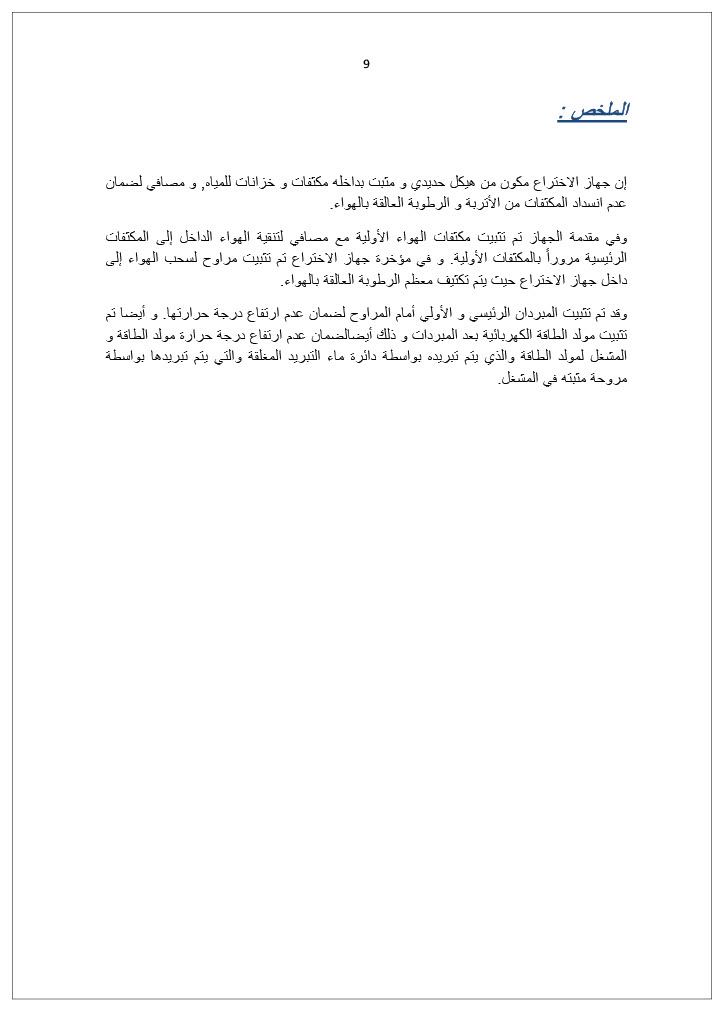 9
الملخص :
إن جهاز الاختراع مكون من هيكل حديدي و مثبت بداخله مكثفات و خزانات للمياه, و مصافي لضمان
عدم انسداد المكثفات من الأتربة و الرطوبة العالقة بالهواء.
وفي مقدمة الجهاز تم تثبيت مكثفات الهواء الأولية مع مصافي لتنقية الهواء الداخل إلى المكثفات
الرئيسية مروراً بالمكثفات الأولية. و في مؤخرة جهاز الاختراع تم تثبيت مراوح لسحب الهواء إلى
داخل جهاز الاختراع حيث يتم تكثيف معظم الرطوبة العالقة بالهواء.
وقد تم تثبيت المبردان الرئيسي و الأولي أمام المراوح لضمان عدم ارتفاع درجة حرارتها. و أيضا تم
تثبيت مولد الطاقة الكهربائية بعد المبردات و ذلك أيضالضمان عدم ارتفاع درجة حرارة مولد الطاقة و
المشغل لمولد الطاقة والذي يتم تبريده بواسطة دائرة ماء التبريد المغلقة والتي يتم تبريدها بواسطة
مروحة مثبته في المشغل.